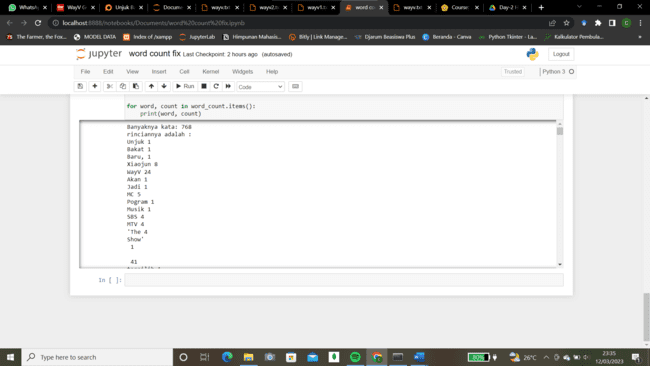 WhatsA
WayV G
Unjuk B
Docume
wayv.tx
wayv2.n
wayv1.t
word co
wayv.tx
Course
Day-2 (
localhost:8888/notebooks/Documents/word%20count%20fix.ipynb
The Farmer, the Fox...
MODEL DATA
Index of /xampp
JupyterLab
Himpunan Mahasis...
Bitly | Link Manage...
Djarum Beasiswa Plus
Beranda - Canva
Python Tkinter - La...
Kalkulator Pembula...
jupyter word count fix Last Checkpoint: 2 hours ago (autosaved)
Logout
File Edit View Insert Cell Kernel Widgets Help
Trusted
Python 3
Run
Code
for word, count in word_count.items():
print(word, count)
Banyaknya kata: 768
rinciannya adalah :
Unjuk 1
Bakat 1
Baru, 1
Xiaojun 8
WayV 24
Akan 1
Jadi 1
MC 5
Pogram 1
Musik 1
SBS 4
MTV 4
'The 4
Show'
1
41
In [ ]:
Type here to search
80%
26°C
23:35
12/03/2023